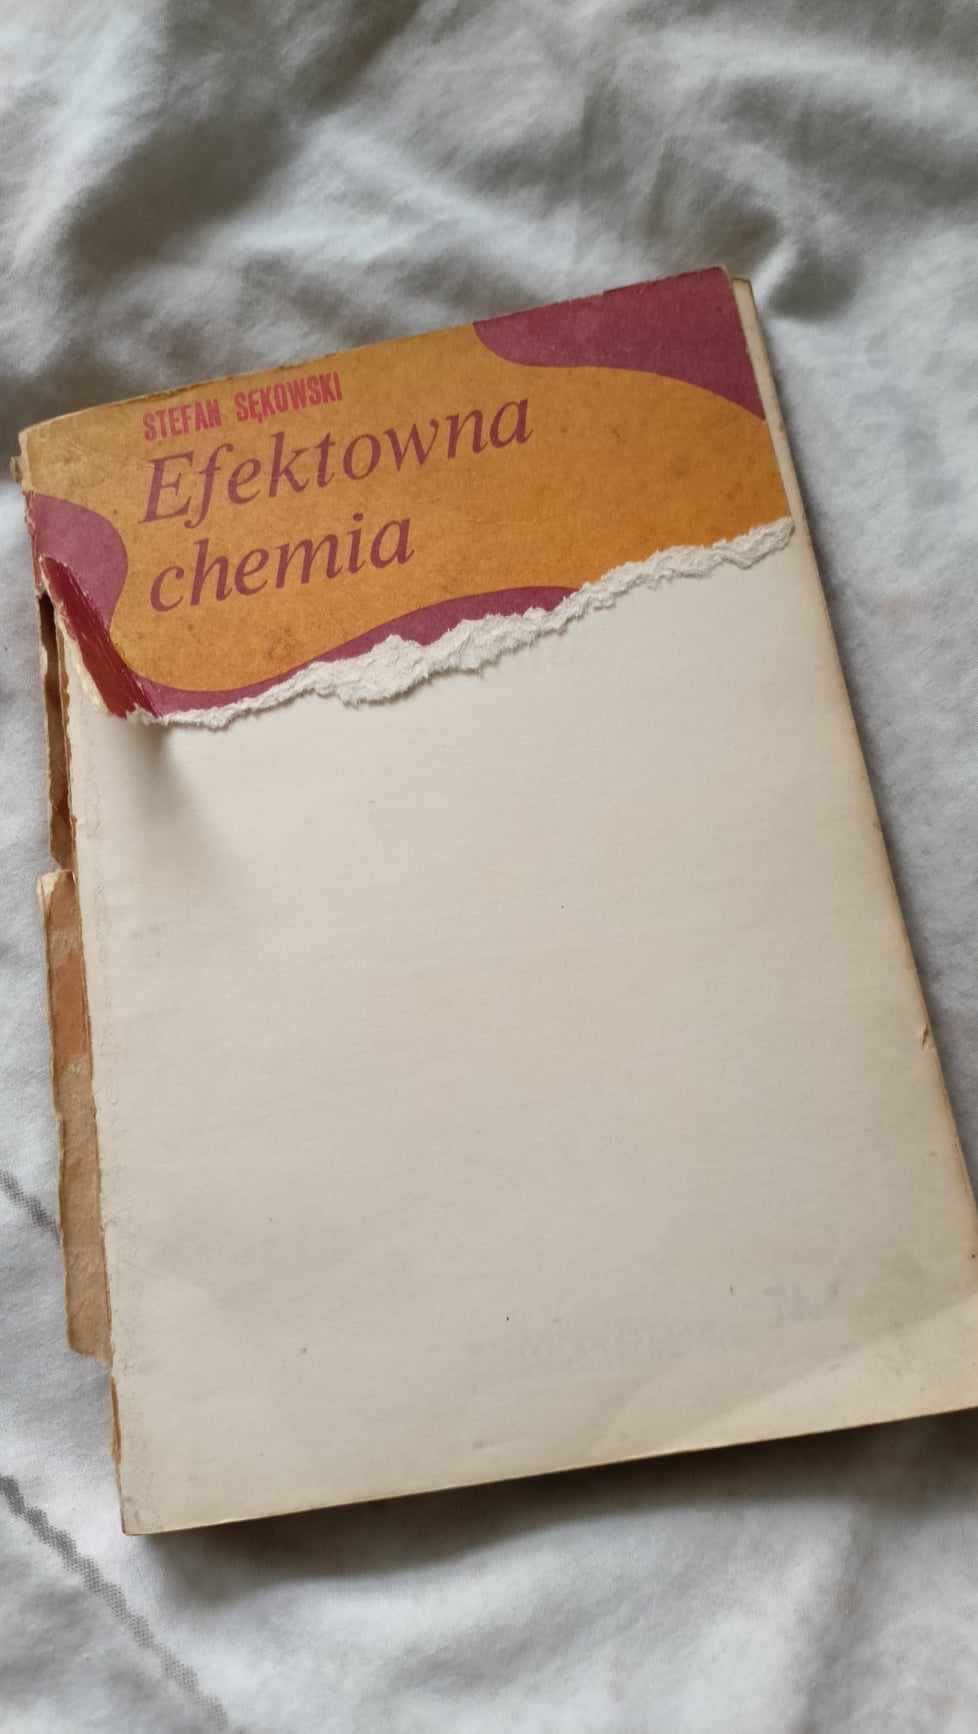 STEFAN SĘKOWSKI
Efektowna
chemia